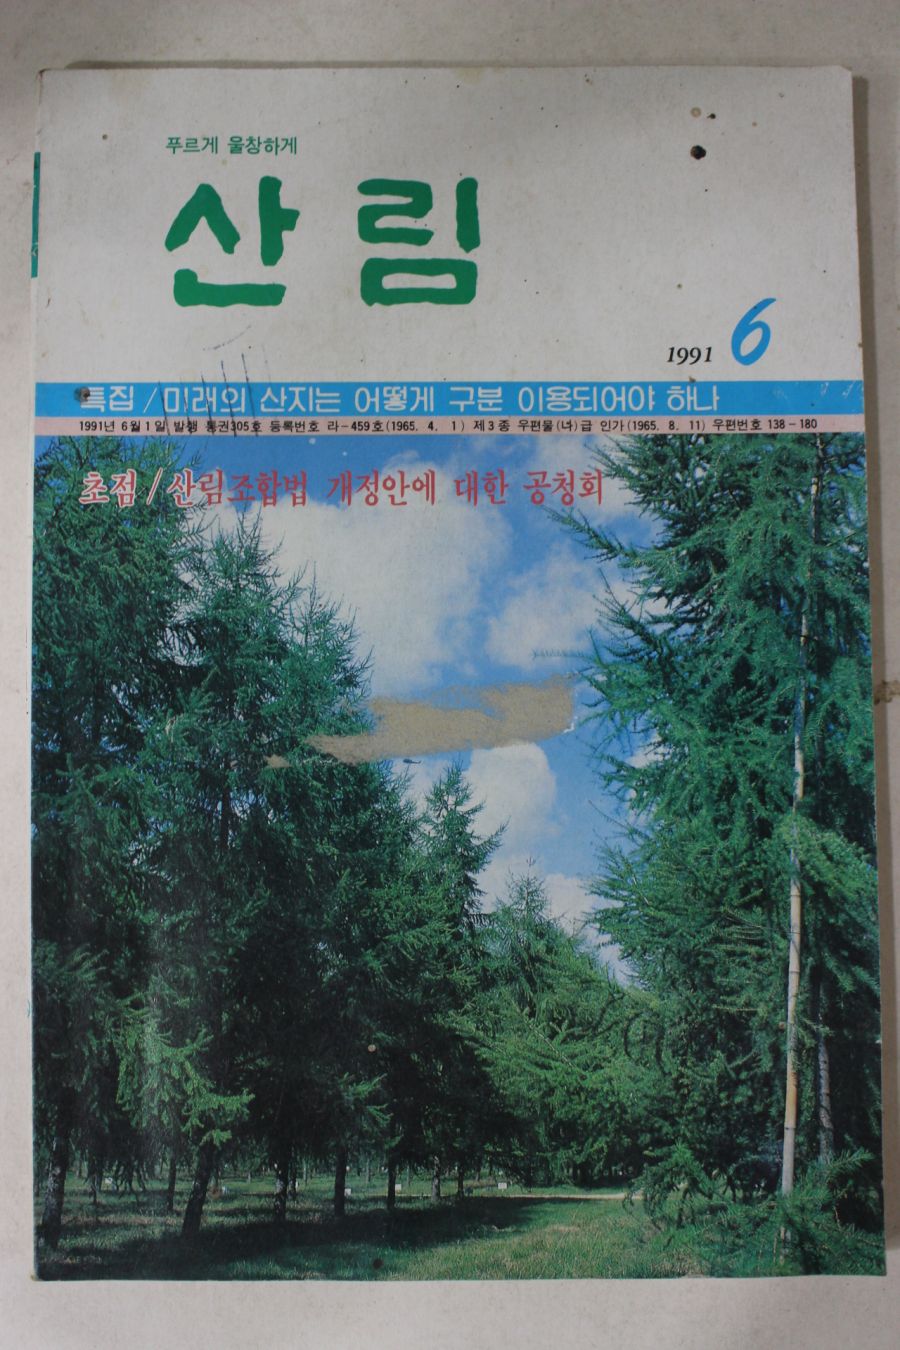 푸르게 울창하게
산림
1991 6
특집 / 미래의 산지는 어떻게 구분 이용되어야 하나
1991년 6월 1일 발행 통권305호 등록번호 라-459호(1965. 4. 1) 제3종 우편물(나)급 인가(1965. 8. 11) 우편번호 138-180
초점 / 산림조합법 개정안에 대한 공청회